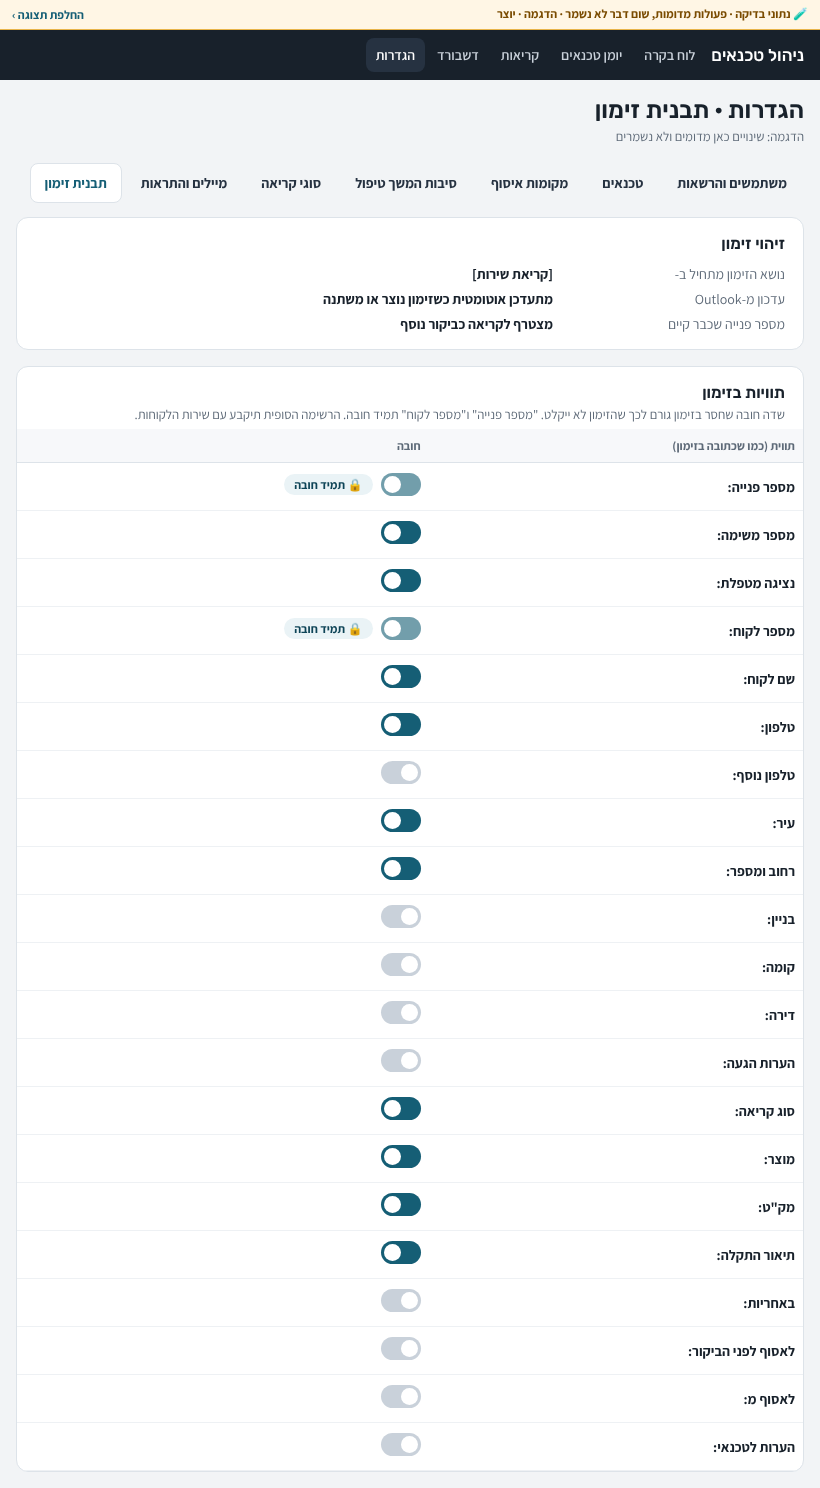 🧪 נתוני בדיקה · פעולות מדומות, שום דבר לא נשמר · הדגמה · יוצר
החלפת תצוגה ›
ניהול טכנאים
לוח בקרה
יומן טכנאים
קריאות
דשבורד
הגדרות
הגדרות • תבנית זימון
הדגמה: שינויים כאן מדומים ולא נשמרים
משתמשים והרשאות
טכנאים
מקומות איסוף
סיבות המשך טיפול
סוגי קריאה
מיילים והתראות
תבנית זימון
זיהוי זימון
נושא הזימון מתחיל ב- [קריאת שירות]
עדכון מ-Outlook מתעדכן אוטומטית כשזימון נוצר או משתנה
מספר פנייה שכבר קיים מצטרף לקריאה כביקור נוסף
תוויות בזימון
שדה חובה שחסר בזימון גורם לכך שהזימון לא ייקלט. "מספר פנייה" ו"מספר לקוח" תמיד חובה. הרשימה הסופית תיקבע עם שירות הלקוחות.
תווית (כמו שכתובה בזימון) חובה
מספר פנייה: 🔒 תמיד חובה
מספר משימה:
נציגה מטפלת:
מספר לקוח: 🔒 תמיד חובה
שם לקוח:
טלפון:
טלפון נוסף:
עיר:
רחוב ומספר:
בניין:
קומה:
דירה:
הערות הגעה:
סוג קריאה:
מוצר:
מק"ט:
תיאור התקלה:
באחריות:
לאסוף לפני הביקור:
לאסוף מ:
הערות לטכנאי: